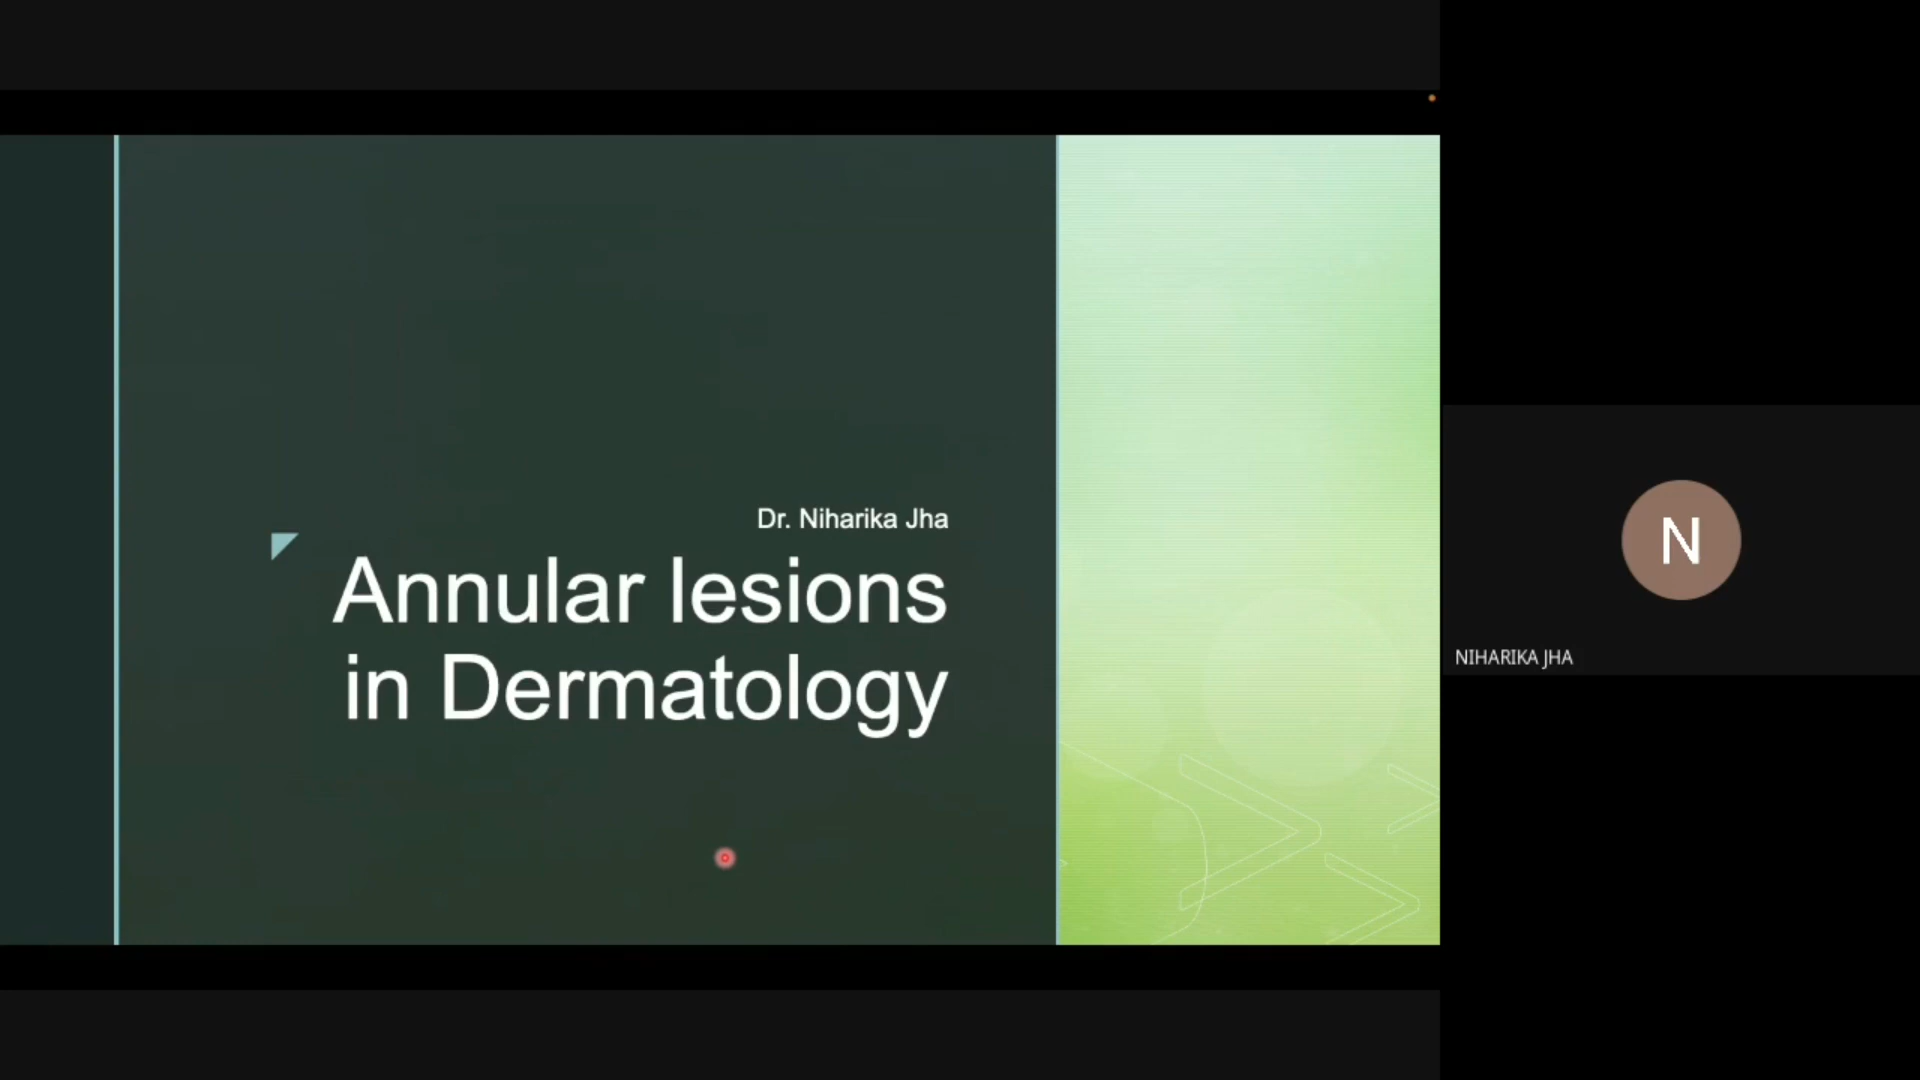 Dr. Niharika Jha
Annular lesions
in Dermatology
N
NIHARIKA JHA